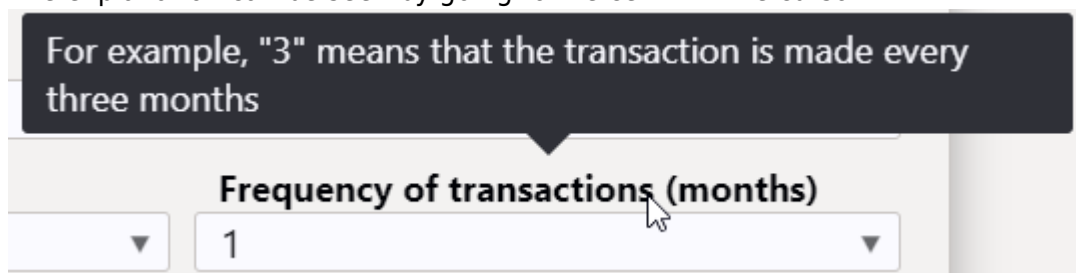 For example, "3" means that the transaction is made every
three months
Frequency of transactions (months)
1